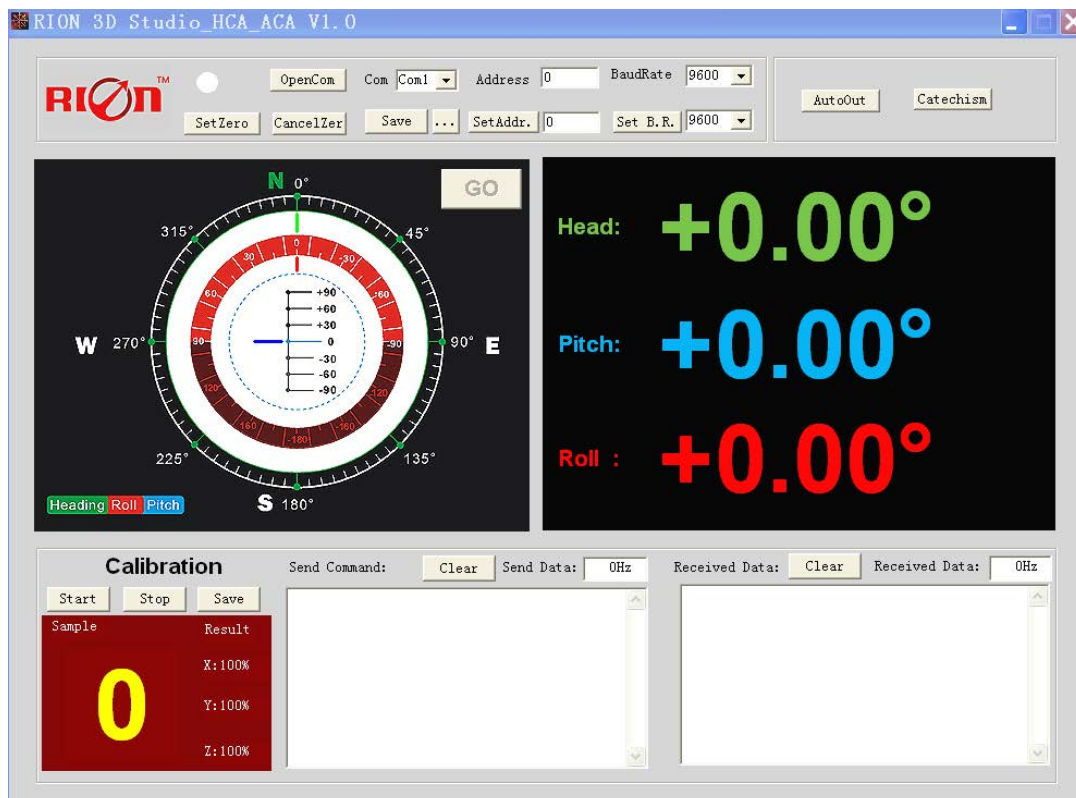 RION 3D Studio_HCA_ACA V1.0
RION™
OpenCom Com Com1 Address 0 BaudRate 9600
SetZero CancelZer Save ... SetAddr. 0 Set B.R. 9600
AutoOut Catechism
N 0°
GO
315° 45°
0
30 -30
60 -60
90 -90
120 -120
160 -160
-180
+90
+60
+30
0
-30
-60
-90
W 270° 90° E
225° 135°
S 180°
Heading Roll Pitch
Head: +0.00°
Pitch: +0.00°
Roll : +0.00°
Calibration
Start Stop Save
Sample Result
0
X:100%
Y:100%
Z:100%
Send Command: Clear Send Data: 0Hz
Received Data: Clear Received Data: 0Hz